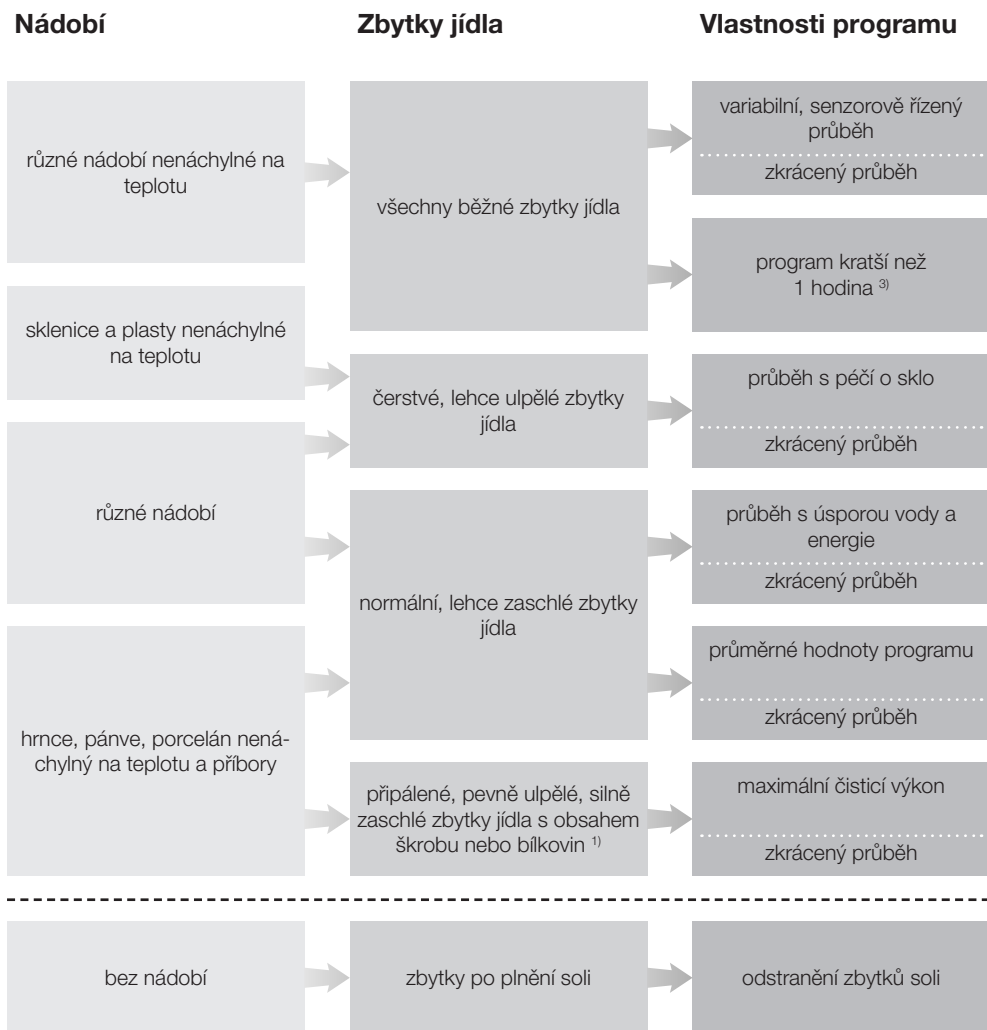 Nádobí
Zbytky jídla
Vlastnosti programu
různé nádobí nenáchylné na
teplotu
všechny běžné zbytky jídla
variabilní, senzorově řízený
průběh
zkrácený průběh
program kratší než
1 hodina 3)
sklenice a plasty nenáchylné
na teplotu
čerstvé, lehce ulpělé zbytky
jídla
průběh s péčí o sklo
zkrácený průběh
různé nádobí
normální, lehce zaschlé zbytky
jídla
průběh s úsporou vody a
energie
zkrácený průběh
průměrné hodnoty programu
zkrácený průběh
hrnce, pánve, porcelán nená-
chylný na teplotu a příbory
připálené, pevně ulpělé, silně
zaschlé zbytky jídla s obsahem
škrobu nebo bílkovin 1)
maximální čisticí výkon
zkrácený průběh
bez nádobí
zbytky po plnění soli
odstranění zbytků soli